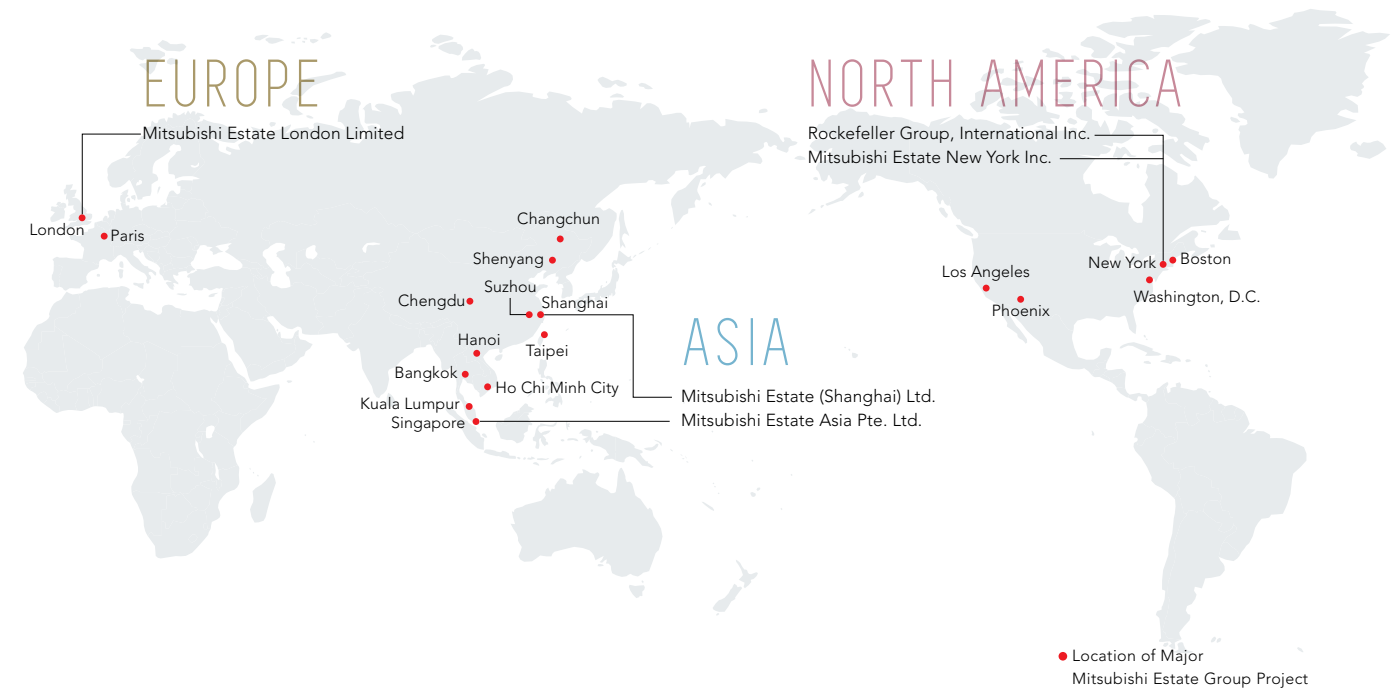 EUROPE
Mitsubishi Estate London Limited
London
Paris
NORTH AMERICA
Rockefeller Group, International Inc.
Mitsubishi Estate New York Inc.
Changchun
Shenyang
Suzhou
Chengdu
Shanghai
Hanoi
Taipei
Bangkok
Ho Chi Minh City
Kuala Lumpur
Singapore
ASIA
Mitsubishi Estate (Shanghai) Ltd.
Mitsubishi Estate Asia Pte. Ltd.
Los Angeles
Phoenix
New York
Boston
Washington, D.C.
Location of Major
Mitsubishi Estate Group Project